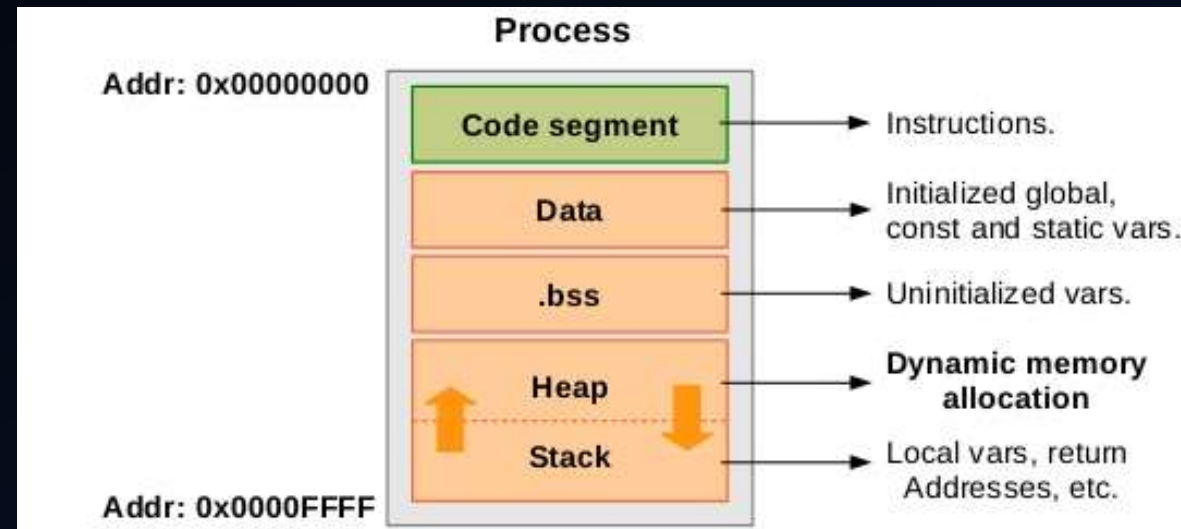 Process
Addr: 0x00000000
Code segment
Instructions.
Data
Initialized global,
const and static vars.
.bss
Uninitialized vars.
Heap
Dynamic memory
allocation
Stack
Local vars, return
Addresses, etc.
Addr: 0x0000FFFF